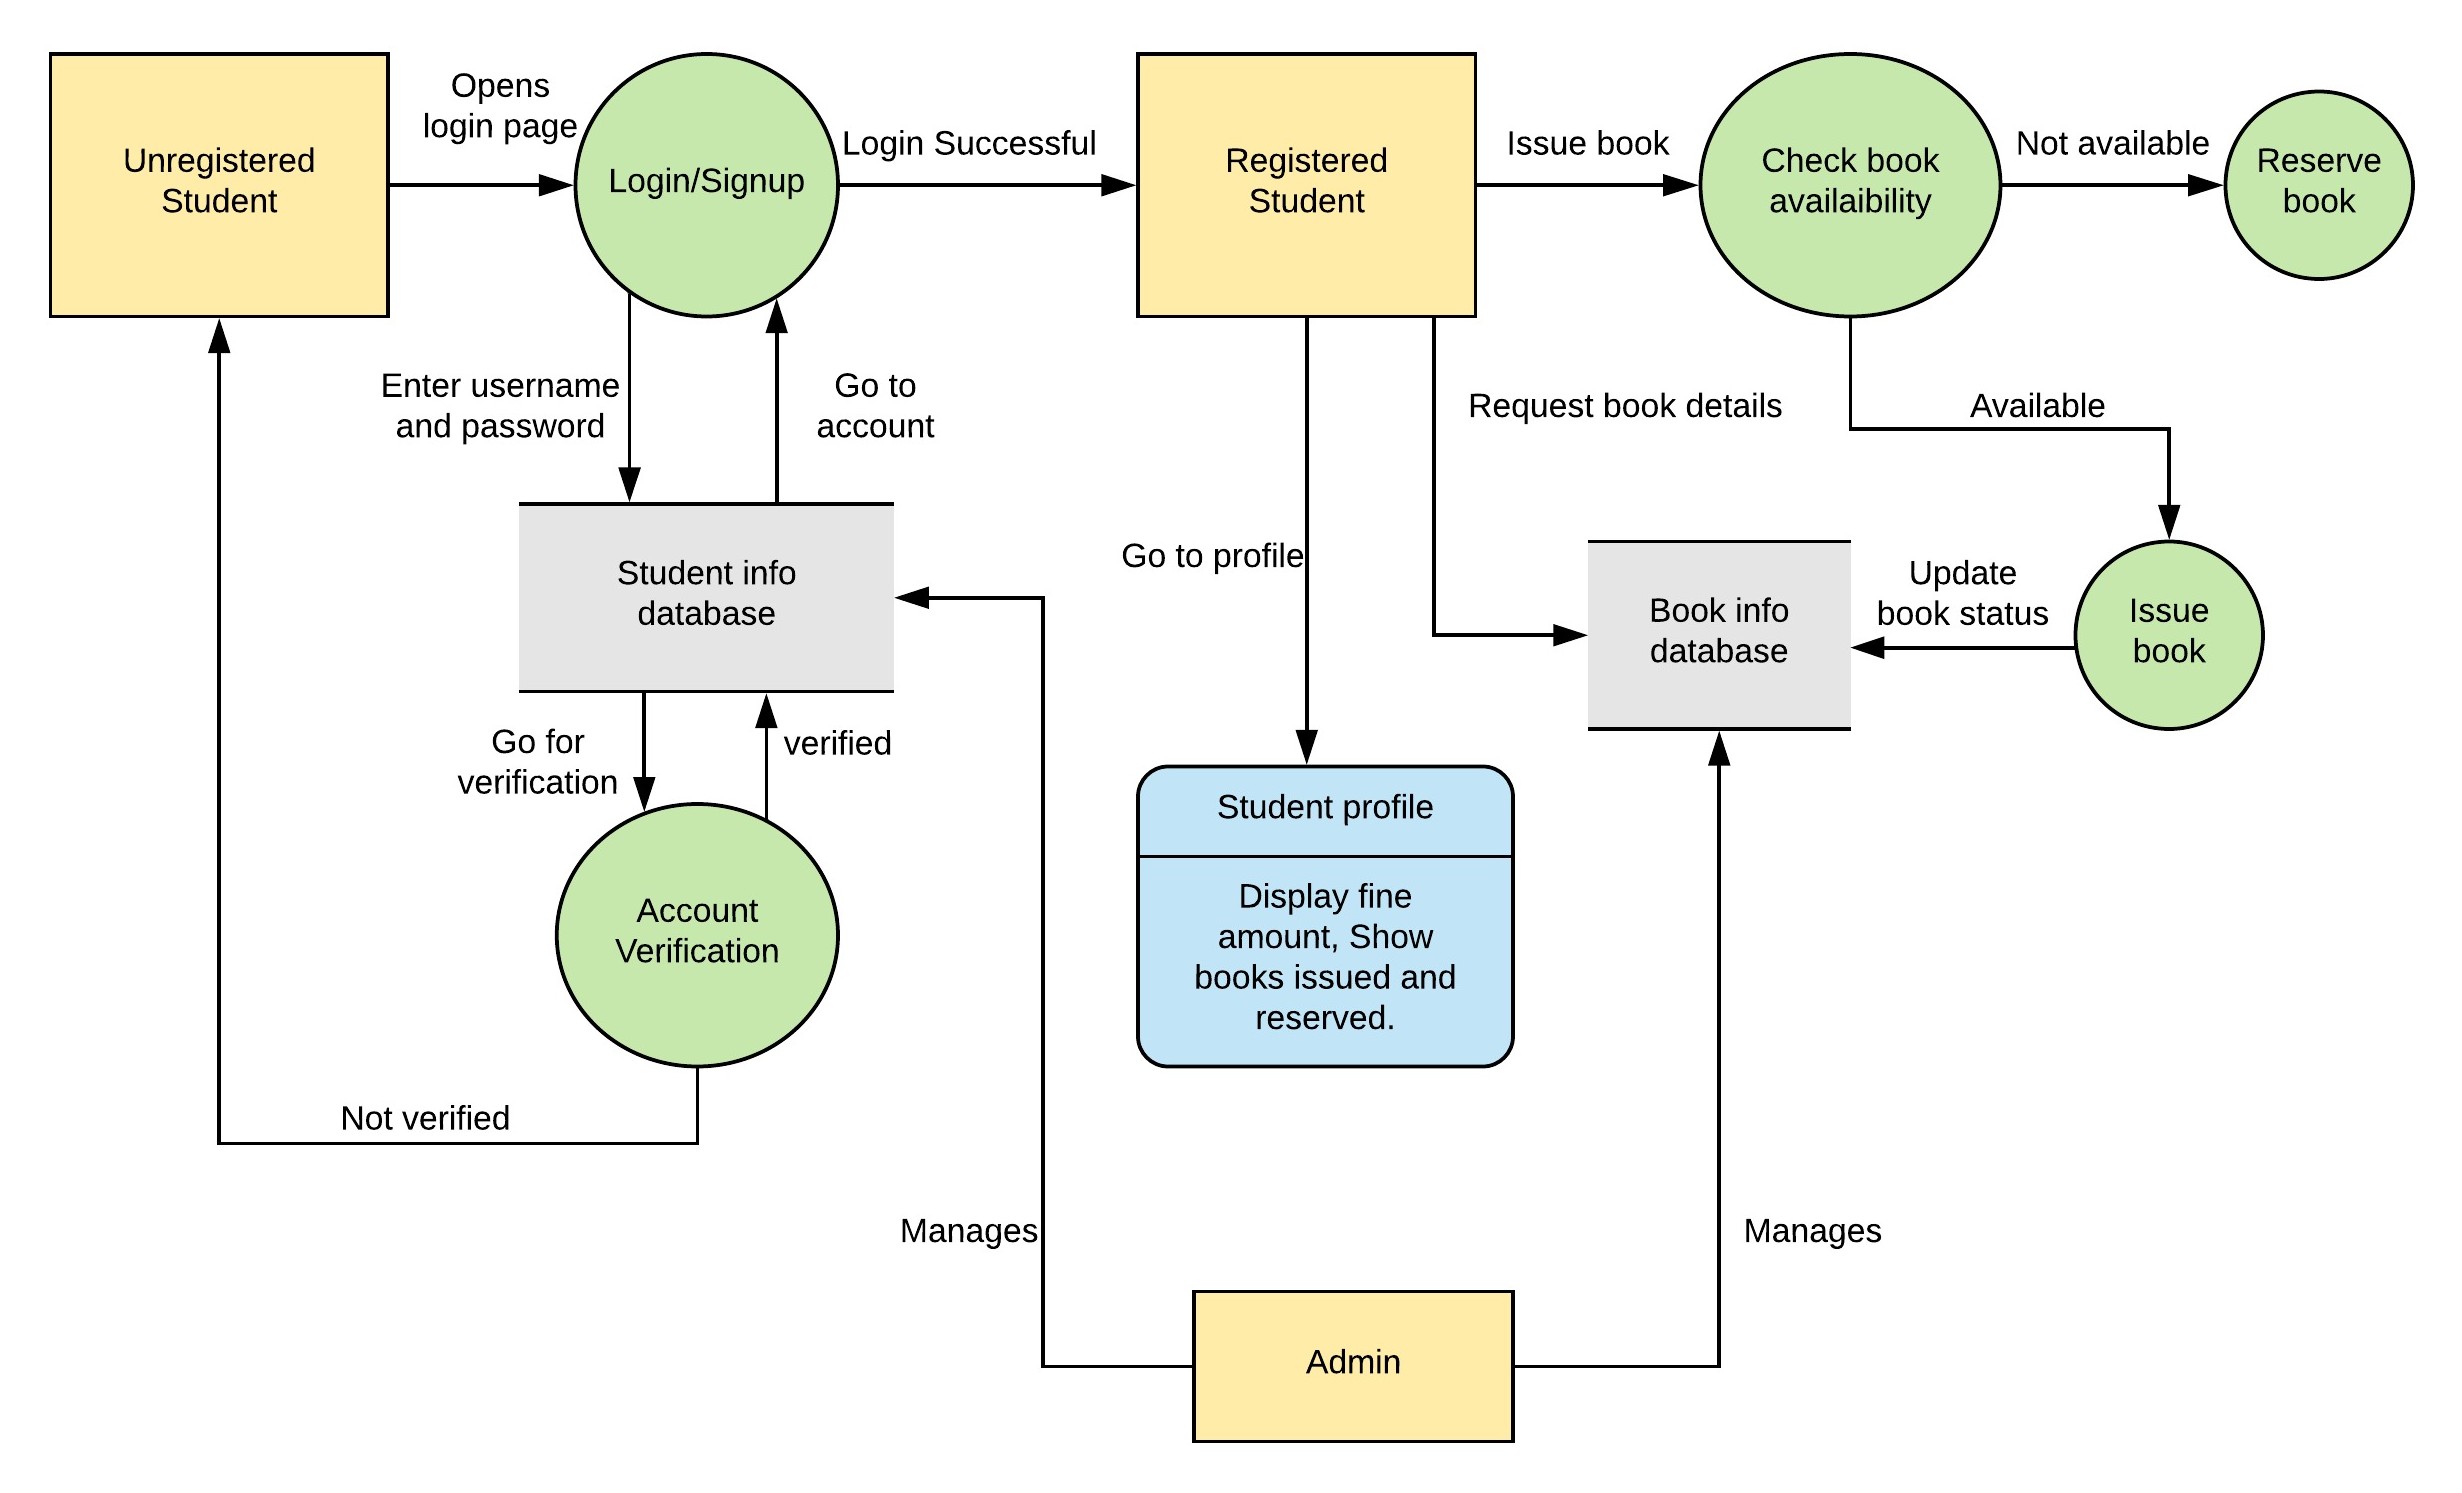 Unregistered
Student
Opens
login page
Login/Signup
Login Successful
Registered
Student
Issue book
Check book
availaibility
Not available
Reserve
book
Enter username
and password
Go to
account
Request book details
Available
Student info
database
Go to profile
Book info
database
Update
book status
Issue
book
Go for
verification
verified
Account
Verification
Student profile
Display fine
amount, Show
books issued and
reserved.
Not verified
Manages
Manages
Admin